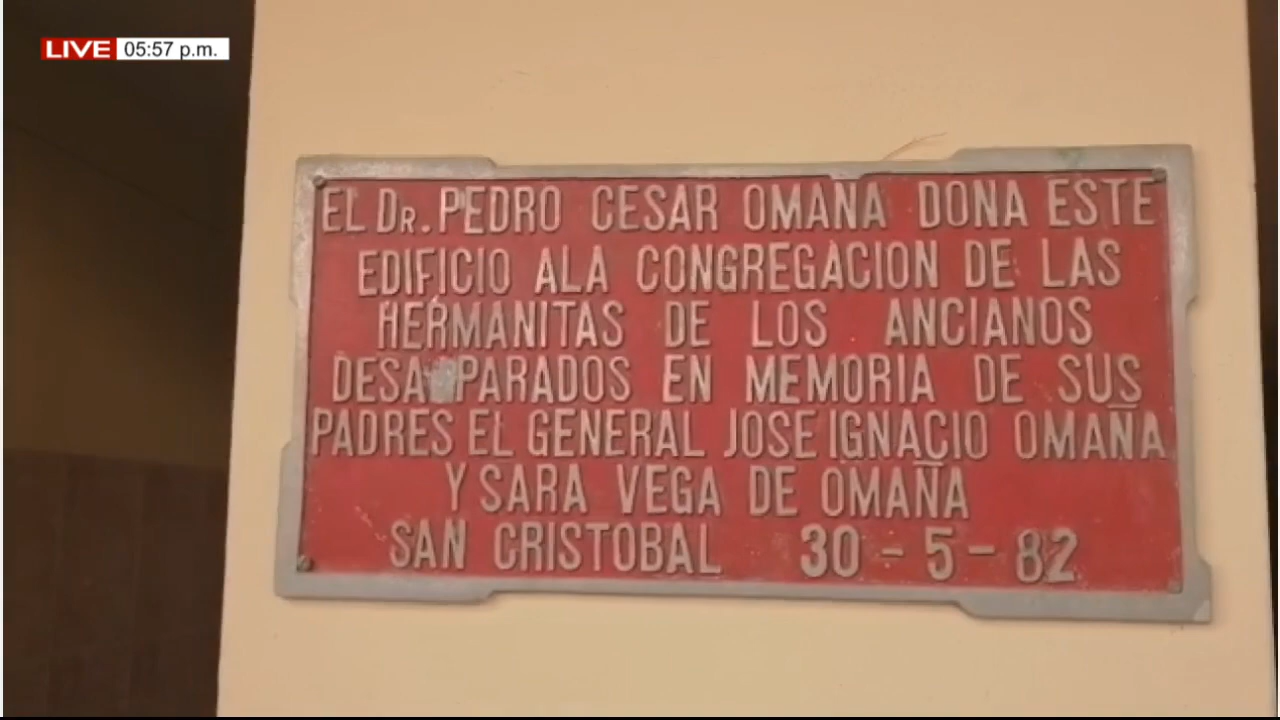 LIVE 05:57 p.m.
EL DR. PEDRO CESAR OMAÑA DONA ESTE
EDIFICIO ALA CONGREGACION DE LAS
HERMANITAS DE LOS ANCIANOS
DESAMPARADOS EN MEMORIA DE SUS
PADRES EL GENERAL JOSE IGNACIO OMAÑA
Y SARA VEGA DE OMAÑA
SAN CRISTOBAL 30 - 5 - 82